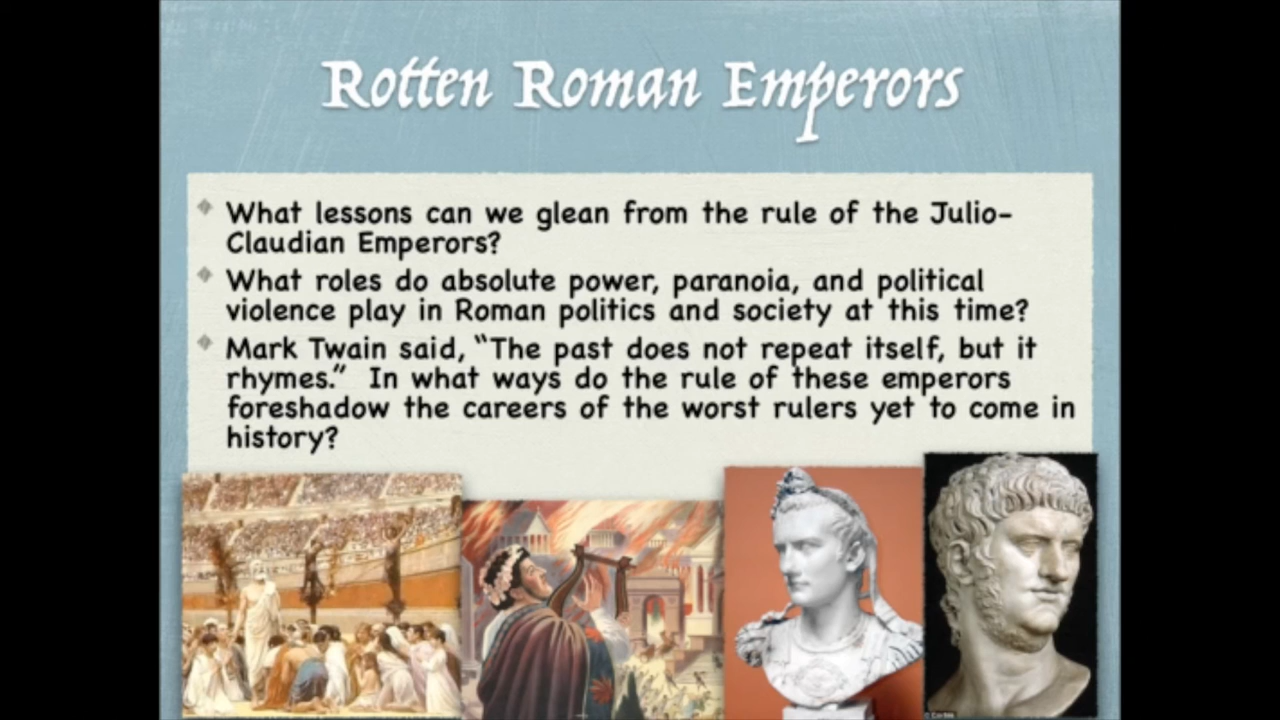 Rotten Roman Emperors
What lessons can we glean from the rule of the Julio-
Claudian Emperors?
What roles do absolute power, paranoia, and political
violence play in Roman politics and society at this time?
Mark Twain said, “The past does not repeat itself, but it
rhymes.”  In what ways do the rule of these emperors
foreshadow the careers of the worst rulers yet to come in
history?
© Corbis